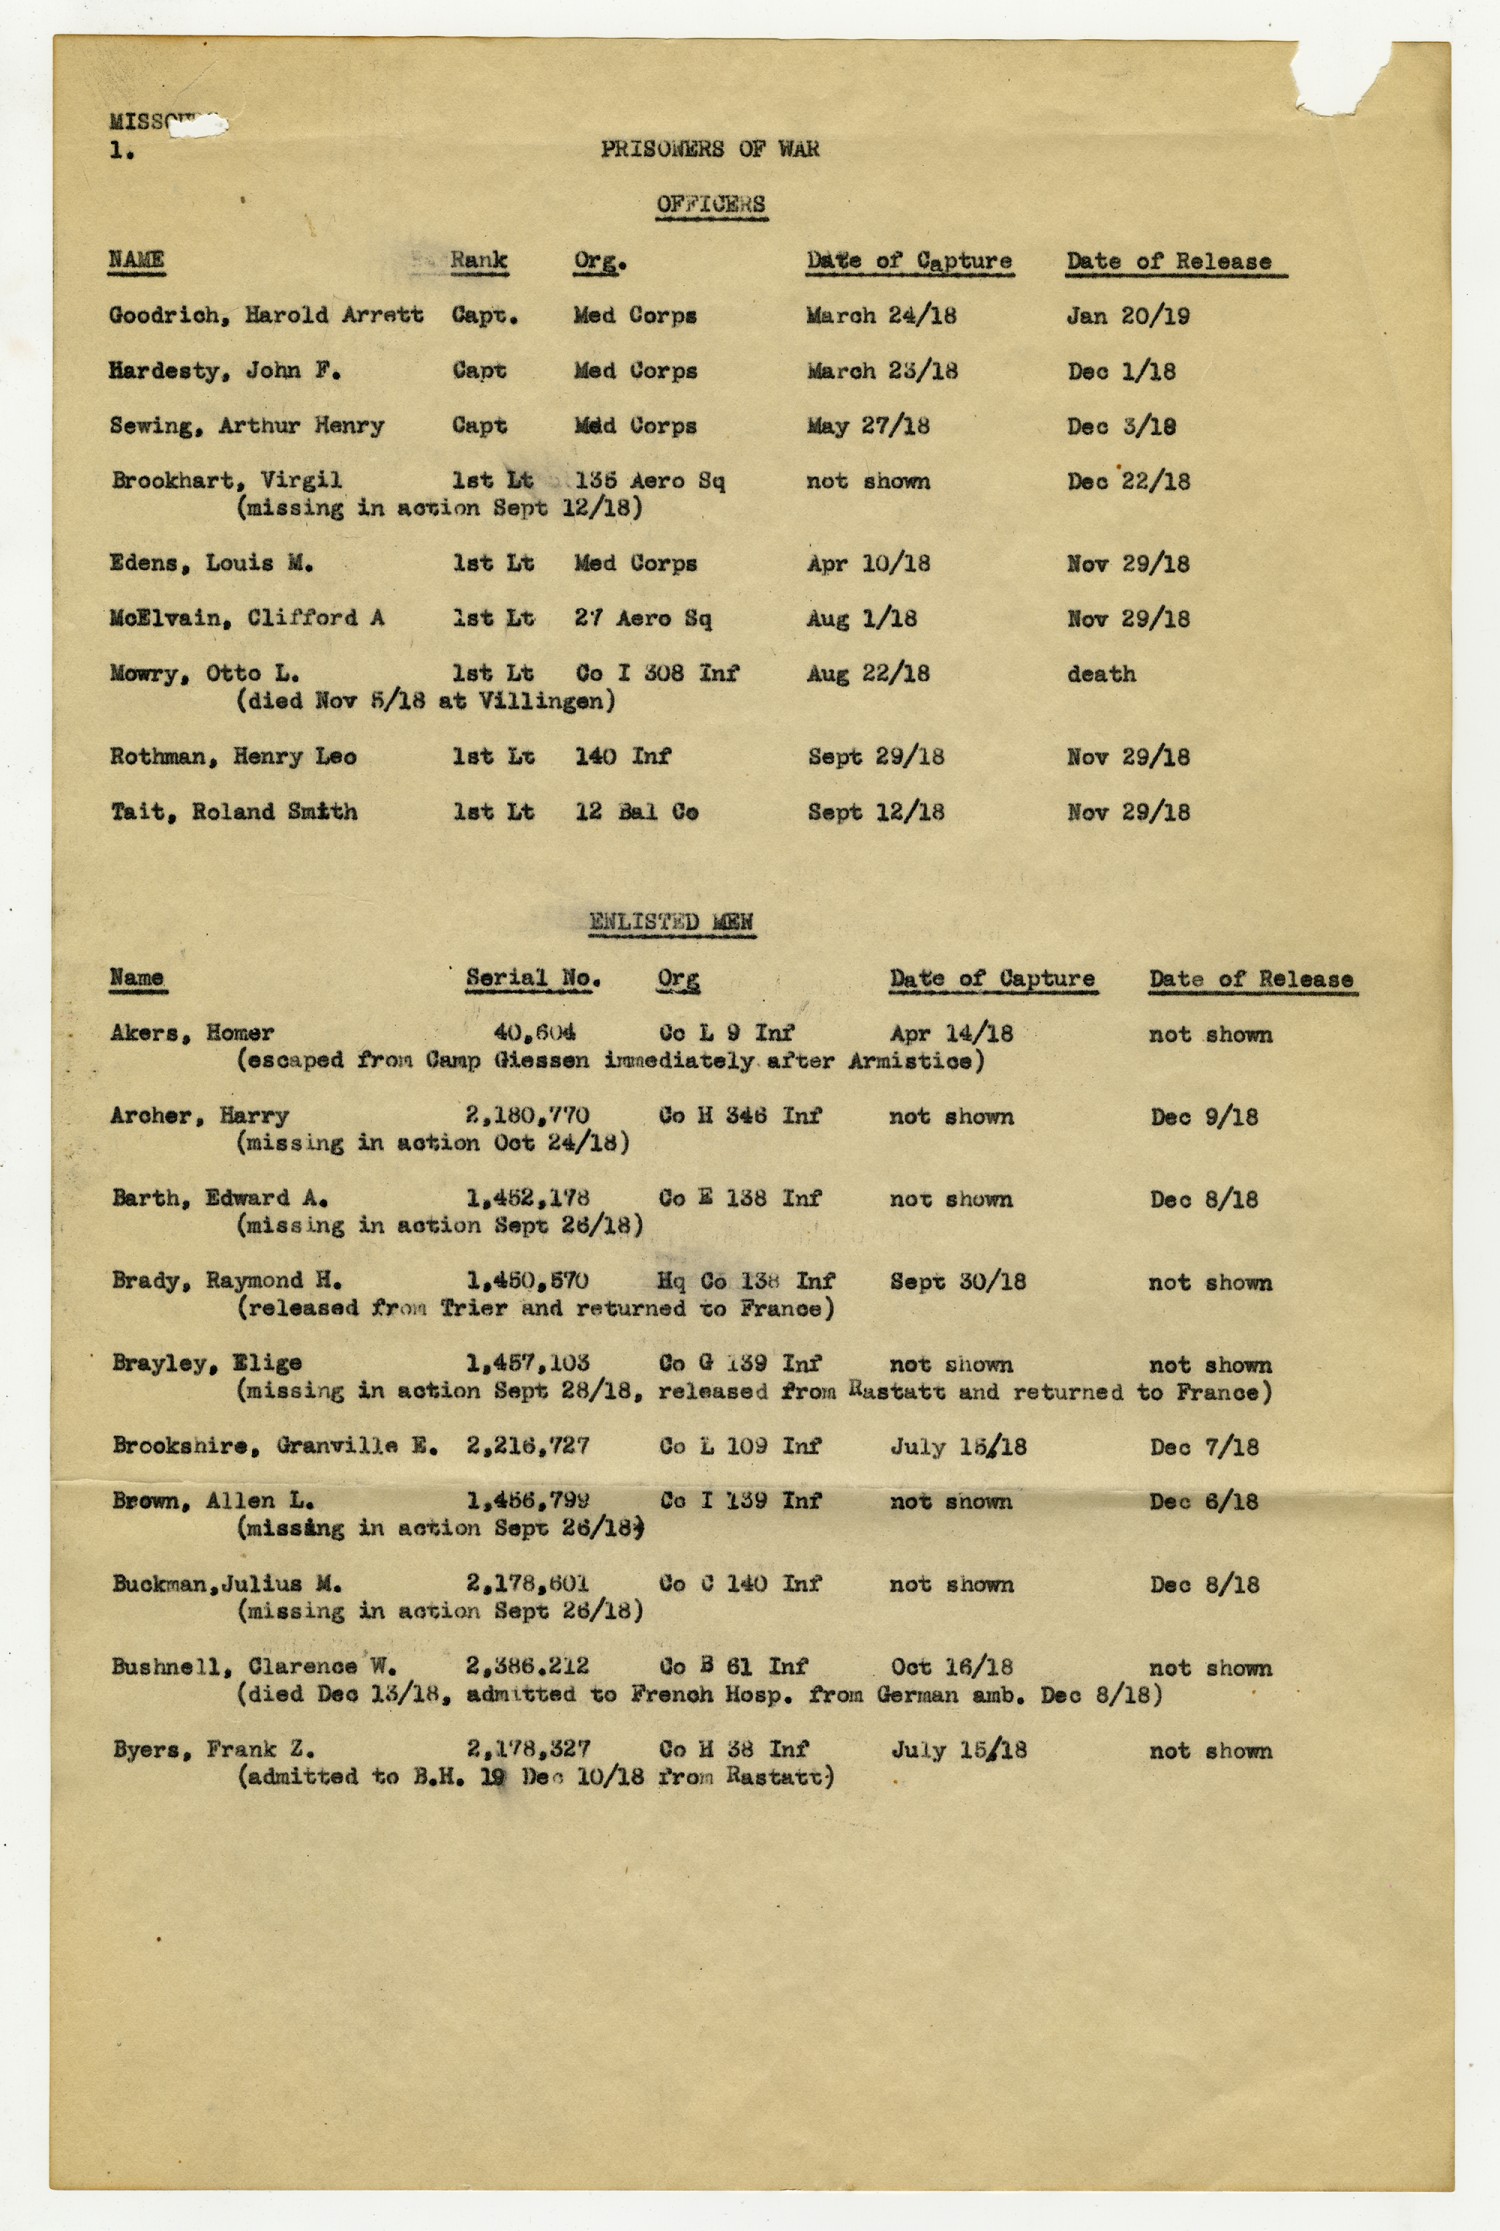 MISSOU
1.
PRISONERS OF WAR
OFFICERS
NAME Rank Org. Date of Capture Date of Release
Goodrich, Harold Arrett Capt. Med Corps March 24/18 Jan 20/19
Hardesty, John F. Capt Med Corps March 23/18 Dec 1/18
Sewing, Arthur Henry Capt Med Corps May 27/18 Dec 3/18
Brookhart, Virgil 1st Lt 135 Aero Sq not shown Dec 22/18
(missing in action Sept 12/18)
Edens, Louis M. 1st Lt Med Corps Apr 10/18 Nov 29/18
McElvain, Clifford A 1st Lt 27 Aero Sq Aug 1/18 Nov 29/18
Mowry, Otto L. 1st Lt Co I 308 Inf Aug 22/18 death
(died Nov 5/18 at Villingen)
Rothman, Henry Leo 1st Lt 140 Inf Sept 29/18 Nov 29/18
Tait, Roland Smith 1st Lt 12 Bal Co Sept 12/18 Nov 29/18
ENLISTED MEN
Name Serial No. Org Date of Capture Date of Release
Akers, Homer 40,604 Co L 9 Inf Apr 14/18 not shown
(escaped from Camp Giessen immediately after Armistice)
Archer, Harry 2,180,770 Co H 346 Inf not shown Dec 9/18
(missing in action Oct 24/18)
Barth, Edward A. 1,452,178 Co E 138 Inf not shown Dec 8/18
(missing in action Sept 26/18)
Brady, Raymond H. 1,450,570 Hq Co 138 Inf Sept 30/18 not shown
(released from Trier and returned to France)
Brayley, Elige 1,457,103 Co G 139 Inf not shown not shown
(missing in action Sept 28/18, released from Rastatt and returned to France)
Brookshire, Granville E. 2,216,727 Co L 109 Inf July 15/18 Dec 7/18
Brown, Allen L. 1,456,799 Co I 139 Inf not shown Dec 6/18
(missing in action Sept 26/18)
Buckman,Julius M. 2,178,601 Co C 140 Inf not shown Dec 8/18
(missing in action Sept 26/18)
Bushnell, Clarence W. 2,386.212 Co B 61 Inf Oct 16/18 not shown
(died Dec 13/18, admitted to French Hosp. from German amb. Dec 8/18)
Byers, Frank Z. 2,178,327 Co H 38 Inf July 15/18 not shown
(admitted to B.H. 19 Dec 10/18 from Rastatt)